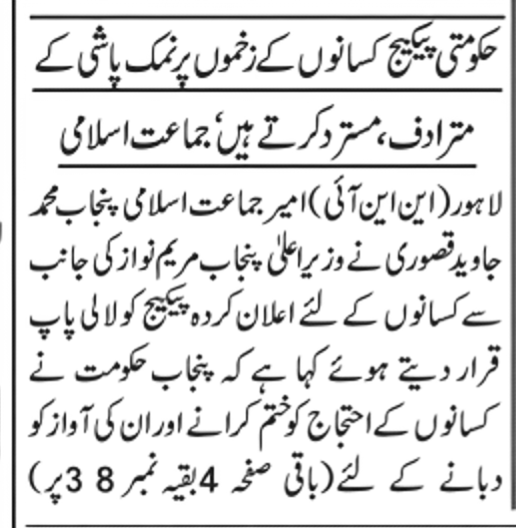 حکومتی پیکیج کسانوں کے زخموں پر نمک پاشی کے
مترادف، مسترد کرتے ہیں، جماعت اسلامی
لاہور (این این آئی) امیر جماعت اسلامی پنجاب محمد
جاوید قصوری نے وزیراعلیٰ پنجاب مریم نواز کی جانب
سے کسانوں کے لئے اعلان کردہ پیکیج کو لالی پاپ
قرار دیتے ہوئے کہا ہے کہ پنجاب حکومت نے
کسانوں کے احتجاج کو ختم کرانے اور ان کی آواز کو
دبانے کے لئے (باقی صفحہ 4 بقیہ نمبر 38 پر)